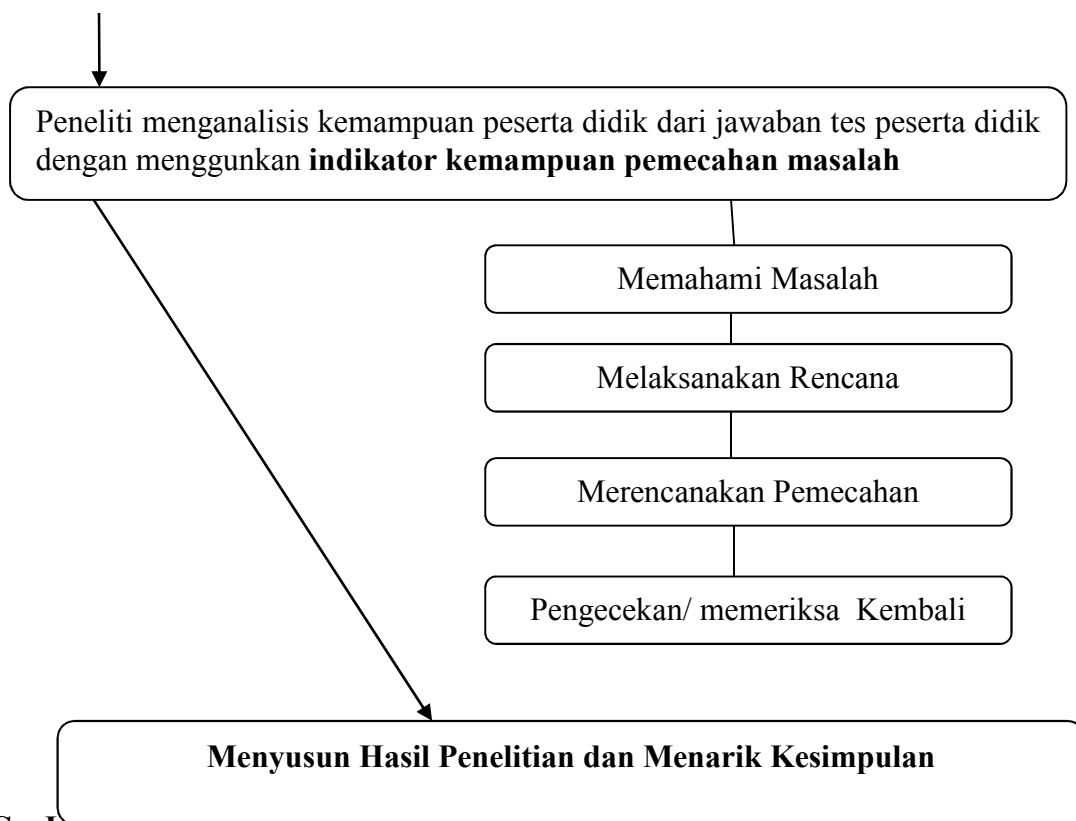 Peneliti menganalisis kemampuan peserta didik dari jawaban tes peserta didik
dengan menggunkan indikator kemampuan pemecahan masalah
Memahami Masalah
Melaksanakan Rencana
Merencanakan Pemecahan
Pengecekan/ memeriksa  Kembali
Menyusun Hasil Penelitian dan Menarik Kesimpulan